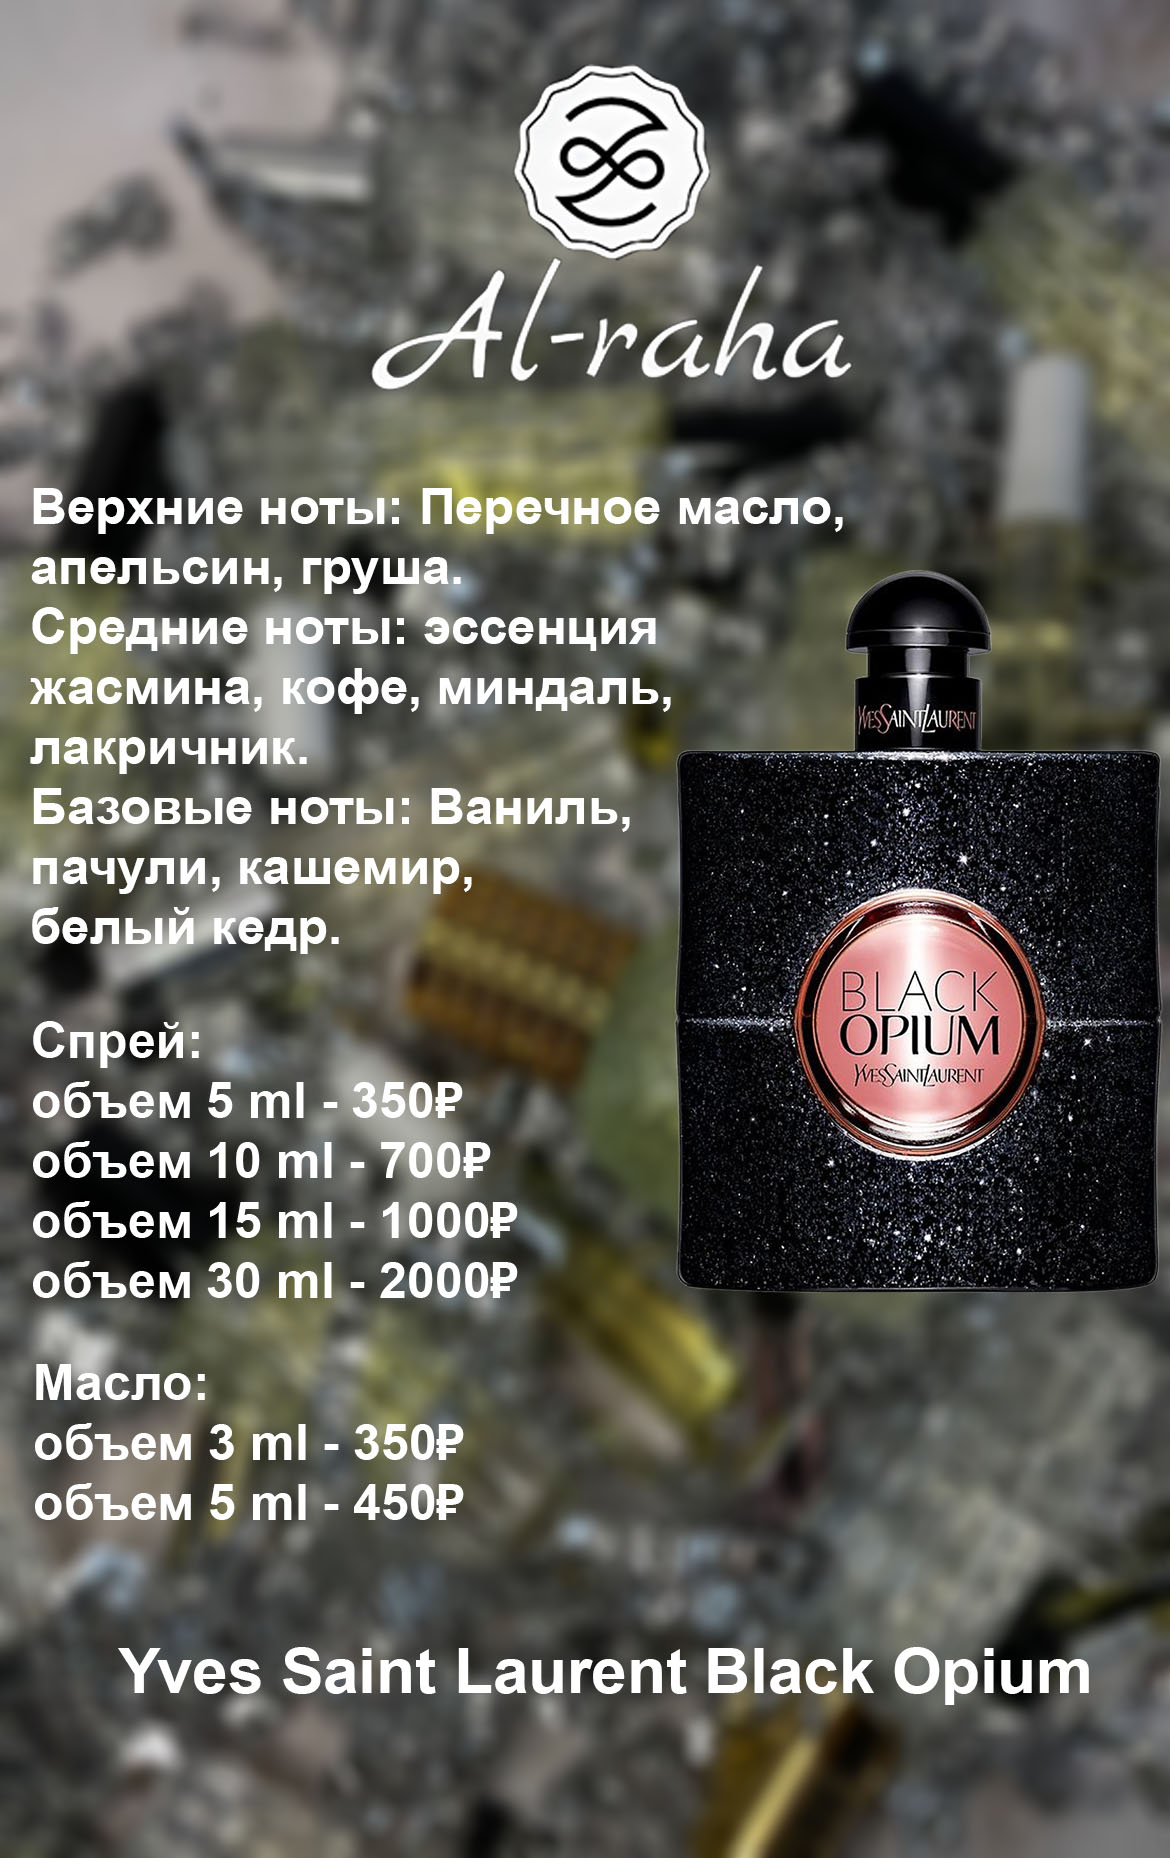 Al-raha
Верхние ноты: Перечное масло,
апельсин, груша.
Средние ноты: эссенция
жасмина, кофе, миндаль,
лакричник.
Базовые ноты: Ваниль,
пачули, кашемир,
белый кедр.
YVESSAINTLAURENT
BLACK
OPIUM
YVESSAINTLAURENT
Спрей:
объем 5 ml - 350₽
объем 10 ml - 700₽
объем 15 ml - 1000₽
объем 30 ml - 2000₽
Масло:
объем 3 ml - 350₽
объем 5 ml - 450₽
Yves Saint Laurent Black Opium